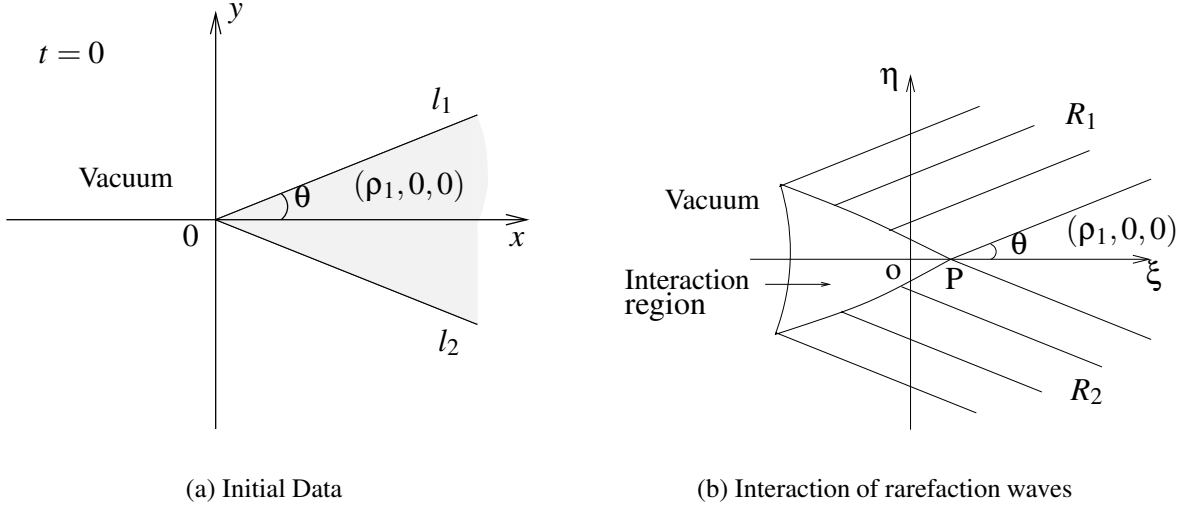 y
t = 0
l₁
Vacuum
θ
(ρ₁, 0, 0)
0
x
l₂
(a) Initial Data
η
R₁
Vacuum
θ
(ρ₁, 0, 0)
o
P
ξ
Interaction
region
R₂
(b) Interaction of rarefaction waves